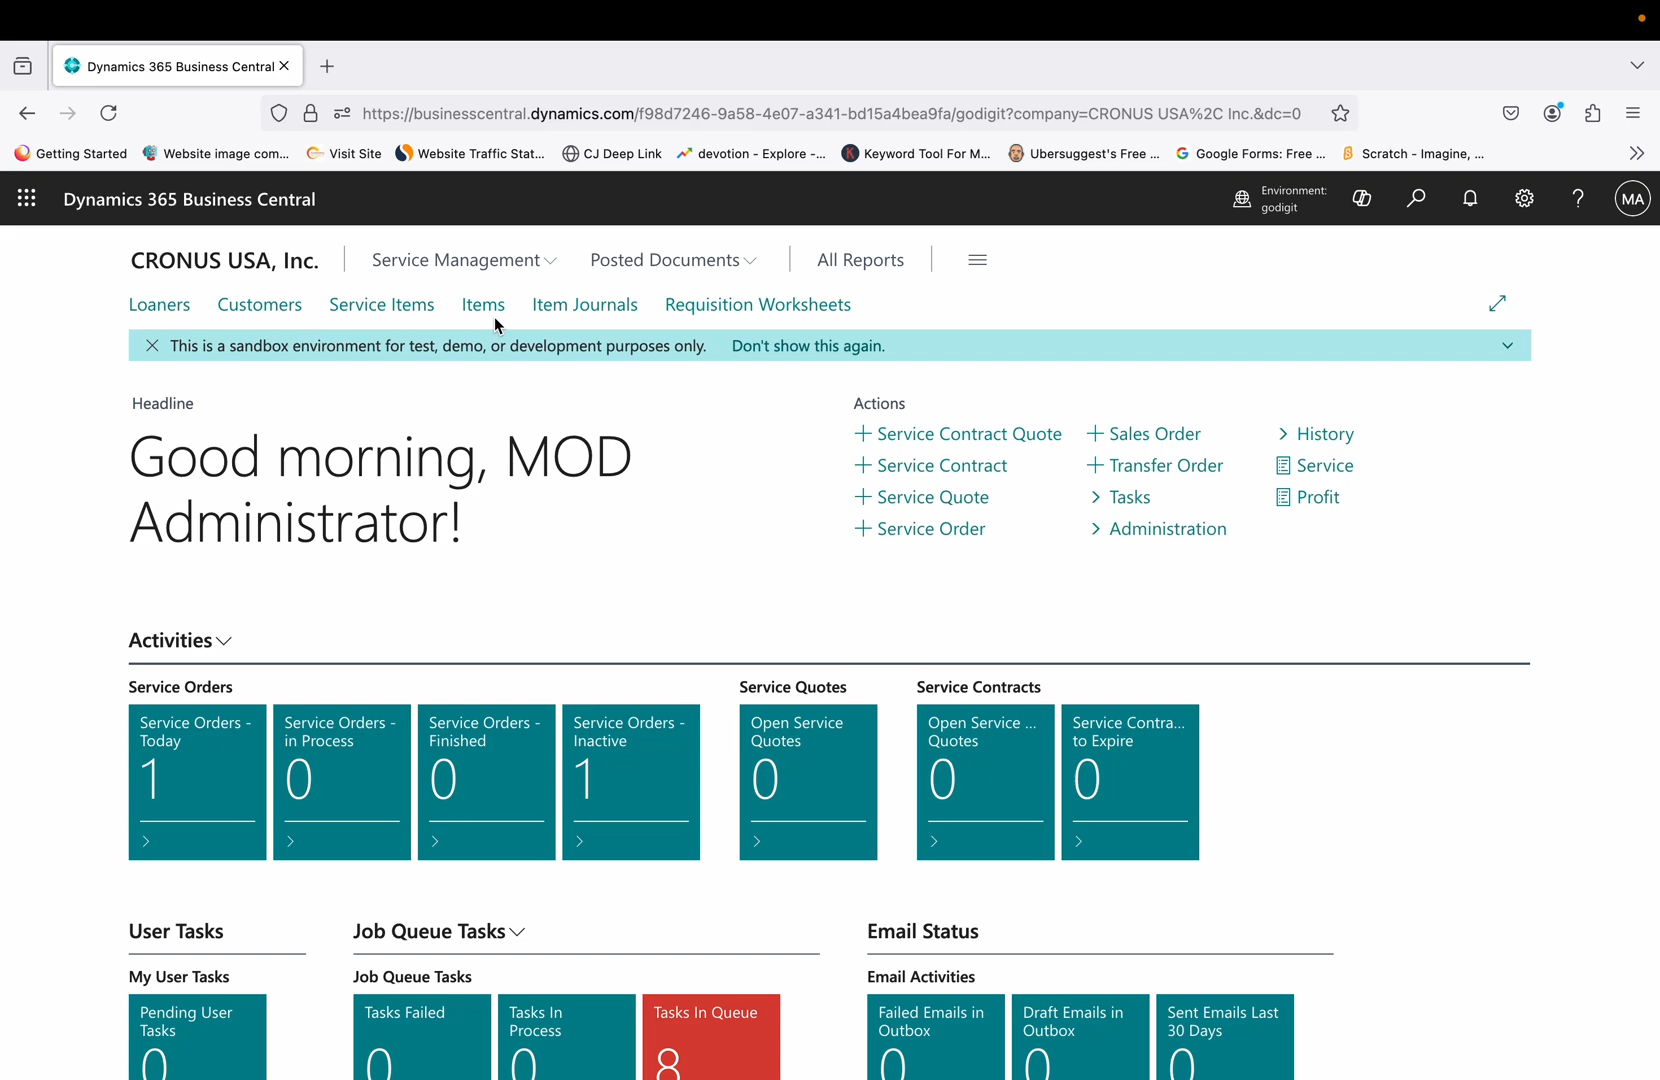 Dynamics 365 Business Central
https://businesscentral.dynamics.com/f98d7246-9a58-4e07-a341-bd15a4bea9fa/godigit?company=CRONUS USA%2C Inc.&dc=0
Getting Started
Website image com...
Visit Site
Website Traffic Stat...
CJ Deep Link
devotion - Explore -...
Keyword Tool For M...
Ubersuggest's Free ...
Google Forms: Free ...
Scratch - Imagine, ...
Dynamics 365 Business Central
Environment:
godigit
MA
CRONUS USA, Inc.
Service Management
Posted Documents
All Reports
Loaners
Customers
Service Items
Items
Item Journals
Requisition Worksheets
This is a sandbox environment for test, demo, or development purposes only. Don't show this again.
Headline
Good morning, MOD
Administrator!
Actions
Service Contract Quote
Service Contract
Service Quote
Service Order
Sales Order
Transfer Order
Tasks
Administration
History
Service
Profit
Activities
Service Orders
Service Orders -
Today
1
Service Orders -
in Process
0
Service Orders -
Finished
0
Service Orders -
Inactive
1
Service Quotes
Open Service
Quotes
0
Service Contracts
Open Service ...
Quotes
0
Service Contra...
to Expire
0
User Tasks
My User Tasks
Pending User
Tasks
0
Job Queue Tasks
Job Queue Tasks
Tasks Failed
0
Tasks In
Process
0
Tasks In Queue
8
Email Status
Email Activities
Failed Emails in
Outbox
0
Draft Emails in
Outbox
0
Sent Emails Last
30 Days
0